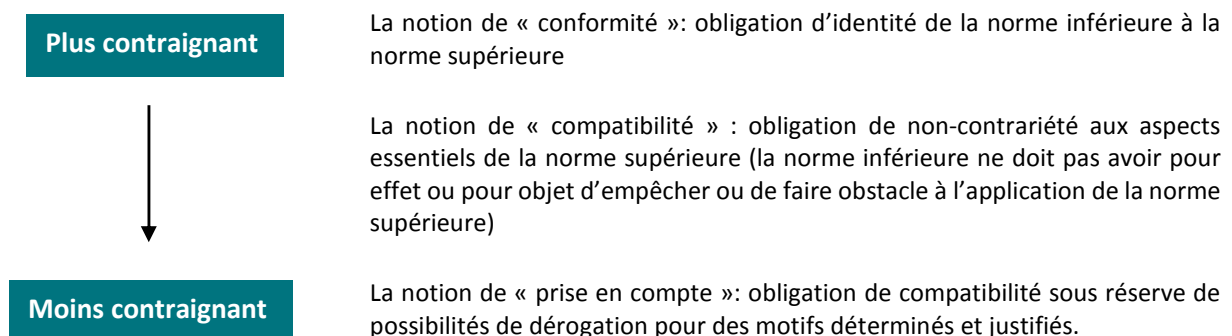 Plus contraignant
La notion de « conformité »: obligation d’identité de la norme inférieure à la
norme supérieure
La notion de « compatibilité » : obligation de non-contrariété aux aspects
essentiels de la norme supérieure (la norme inférieure ne doit pas avoir pour
effet ou pour objet d’empêcher ou de faire obstacle à l’application de la norme
supérieure)
Moins contraignant
La notion de « prise en compte »: obligation de compatibilité sous réserve de
possibilités de dérogation pour des motifs déterminés et justifiés.